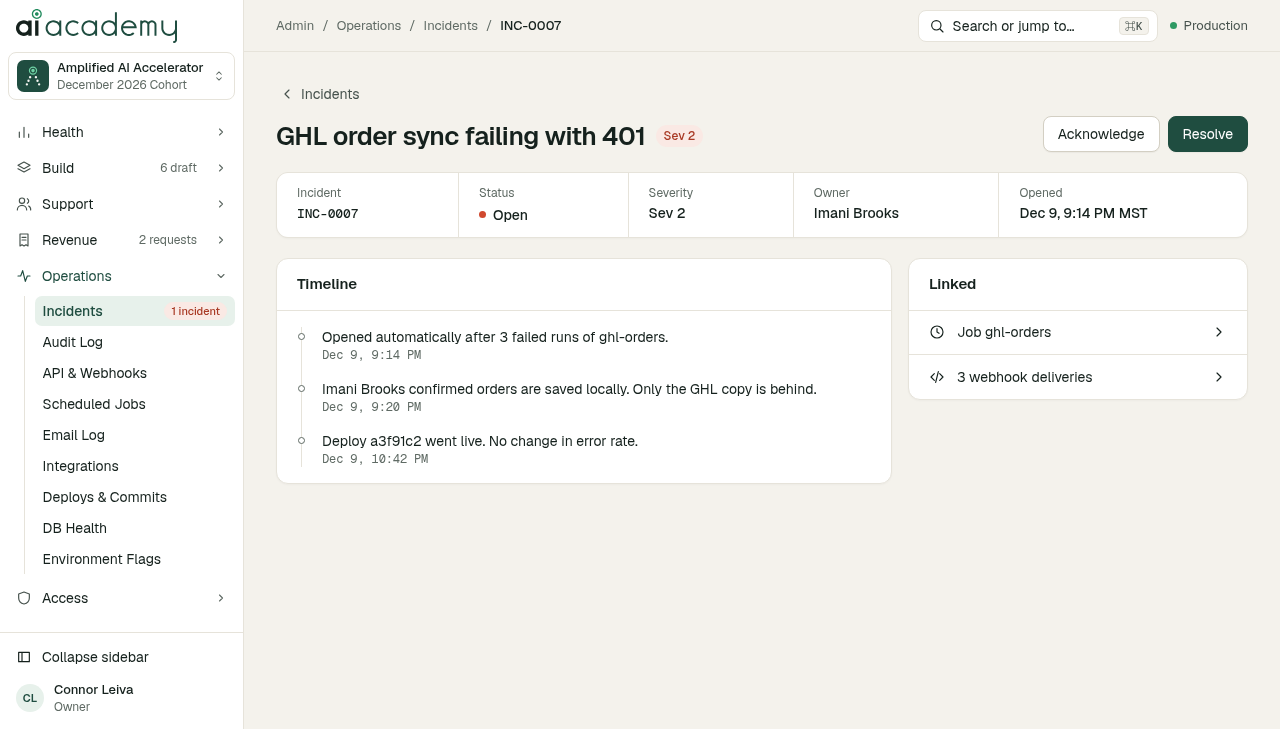 ai academy
Amplified AI Accelerator
December 2026 Cohort
Health
Build 6 draft
Support
Revenue 2 requests
Operations
Incidents 1 incident
Audit Log
API & Webhooks
Scheduled Jobs
Email Log
Integrations
Deploys & Commits
DB Health
Environment Flags
Access
Collapse sidebar
CL
Connor Leiva
Owner
Admin / Operations / Incidents / INC-0007
Search or jump to... ⌘K
Production
Incidents
GHL order sync failing with 401 Sev 2
Acknowledge Resolve
Incident Status Severity Owner Opened
INC-0007 Open Sev 2 Imani Brooks Dec 9, 9:14 PM MST
Timeline
Opened automatically after 3 failed runs of ghl-orders.
Dec 9, 9:14 PM
Imani Brooks confirmed orders are saved locally. Only the GHL copy is behind.
Dec 9, 9:20 PM
Deploy a3f91c2 went live. No change in error rate.
Dec 9, 10:42 PM
Linked
Job ghl-orders
3 webhook deliveries